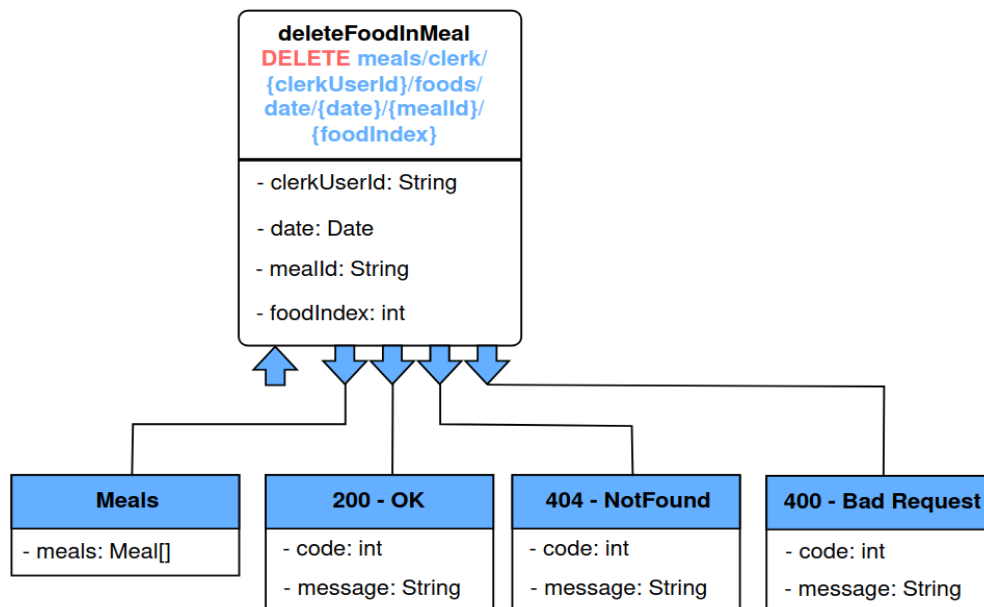 deleteFoodInMeal
DELETE meals/clerk/
{clerkUserId}/foods/
date/{date}/{mealId}/
{foodIndex}
- clerkUserId: String
- date: Date
- mealId: String
- foodIndex: int
Meals
- meals: Meal[]
200 - OK
- code: int
- message: String
404 - NotFound
- code: int
- message: String
400 - Bad Request
- code: int
- message: String